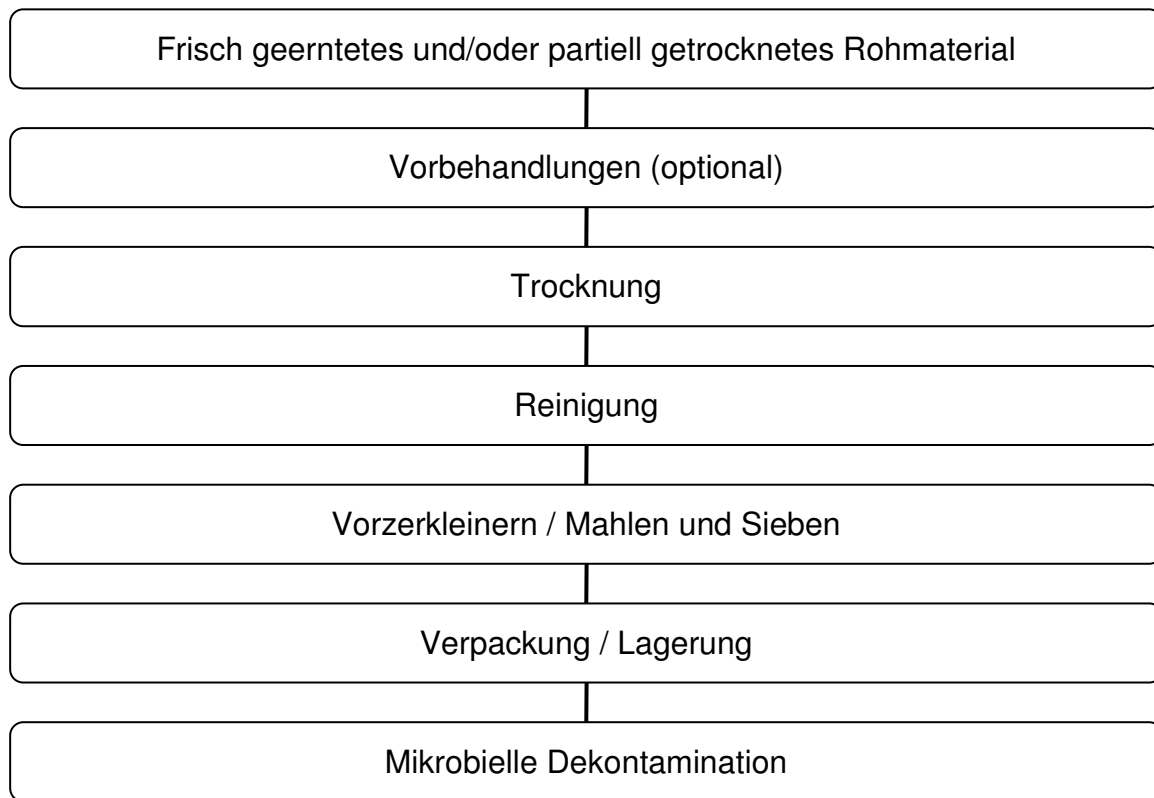 Frisch geerntetes und/oder partiell getrocknetes Rohmaterial
Vorbehandlungen (optional)
Trocknung
Reinigung
Vorzerkleinern / Mahlen und Sieben
Verpackung / Lagerung
Mikrobielle Dekontamination